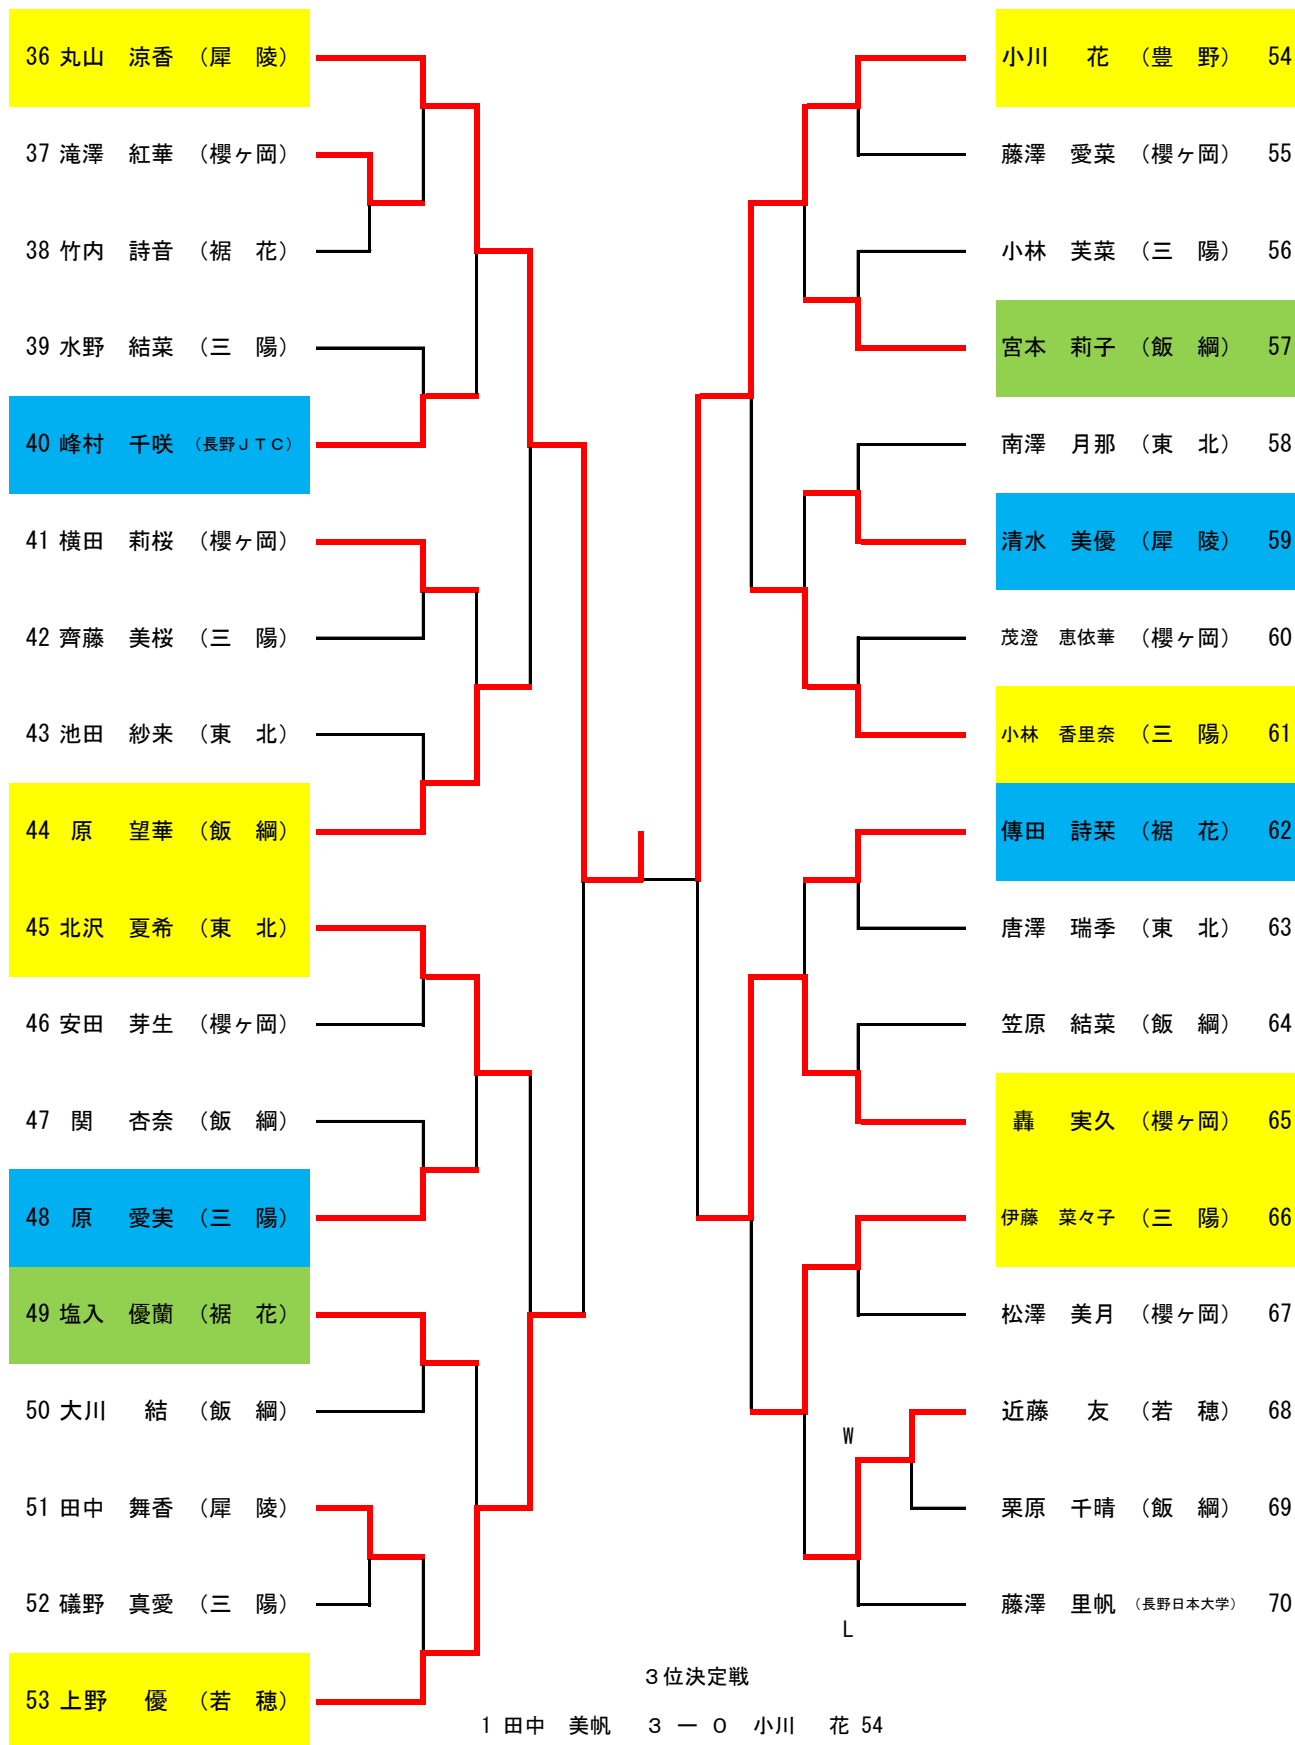 36 丸山 涼香 （犀 陵）
37 滝澤 紅華 （櫻ヶ岡）
38 竹内 詩音 （裾 花）
39 水野 結菜 （三 陽）
40 峰村 千咲 （長野ＪＴＣ）
41 横田 莉桜 （櫻ヶ岡）
42 齊藤 美桜 （三 陽）
43 池田 紗来 （東 北）
44 原 望華 （飯 綱）
45 北沢 夏希 （東 北）
46 安田 芽生 （櫻ヶ岡）
47 関 杏奈 （飯 綱）
48 原 愛実 （三 陽）
49 塩入 優蘭 （裾 花）
50 大川 結 （飯 綱）
51 田中 舞香 （犀 陵）
52 礒野 真愛 （三 陽）
53 上野 優 （若 穂）
小川 花 （豊 野） 54
藤澤 愛菜 （櫻ヶ岡） 55
小林 芙菜 （三 陽） 56
宮本 莉子 （飯 綱） 57
南澤 月那 （東 北） 58
清水 美優 （犀 陵） 59
茂澄 恵依華 （櫻ヶ岡） 60
小林 香里奈 （三 陽） 61
傳田 詩栞 （裾 花） 62
唐澤 瑞季 （東 北） 63
笠原 結菜 （飯 綱） 64
轟 実久 （櫻ヶ岡） 65
伊藤 菜々子 （三 陽） 66
松澤 美月 （櫻ヶ岡） 67
近藤 友 （若 穂） 68
W
栗原 千晴 （飯 綱） 69
藤澤 里帆 （長野日本大学） 70
L
３位決定戦
1 田中 美帆 ３ ー ０ 小川 花 54